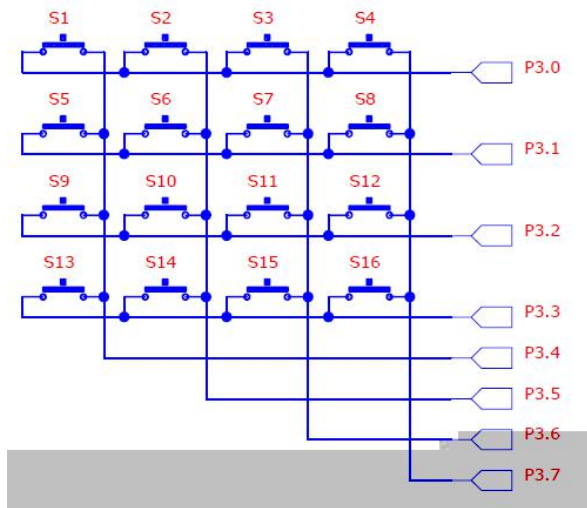 S1 S2 S3 S4
P3.0
S5 S6 S7 S8
P3.1
S9 S10 S11 S12
P3.2
S13 S14 S15 S16
P3.3
P3.4
P3.5
P3.6
P3.7